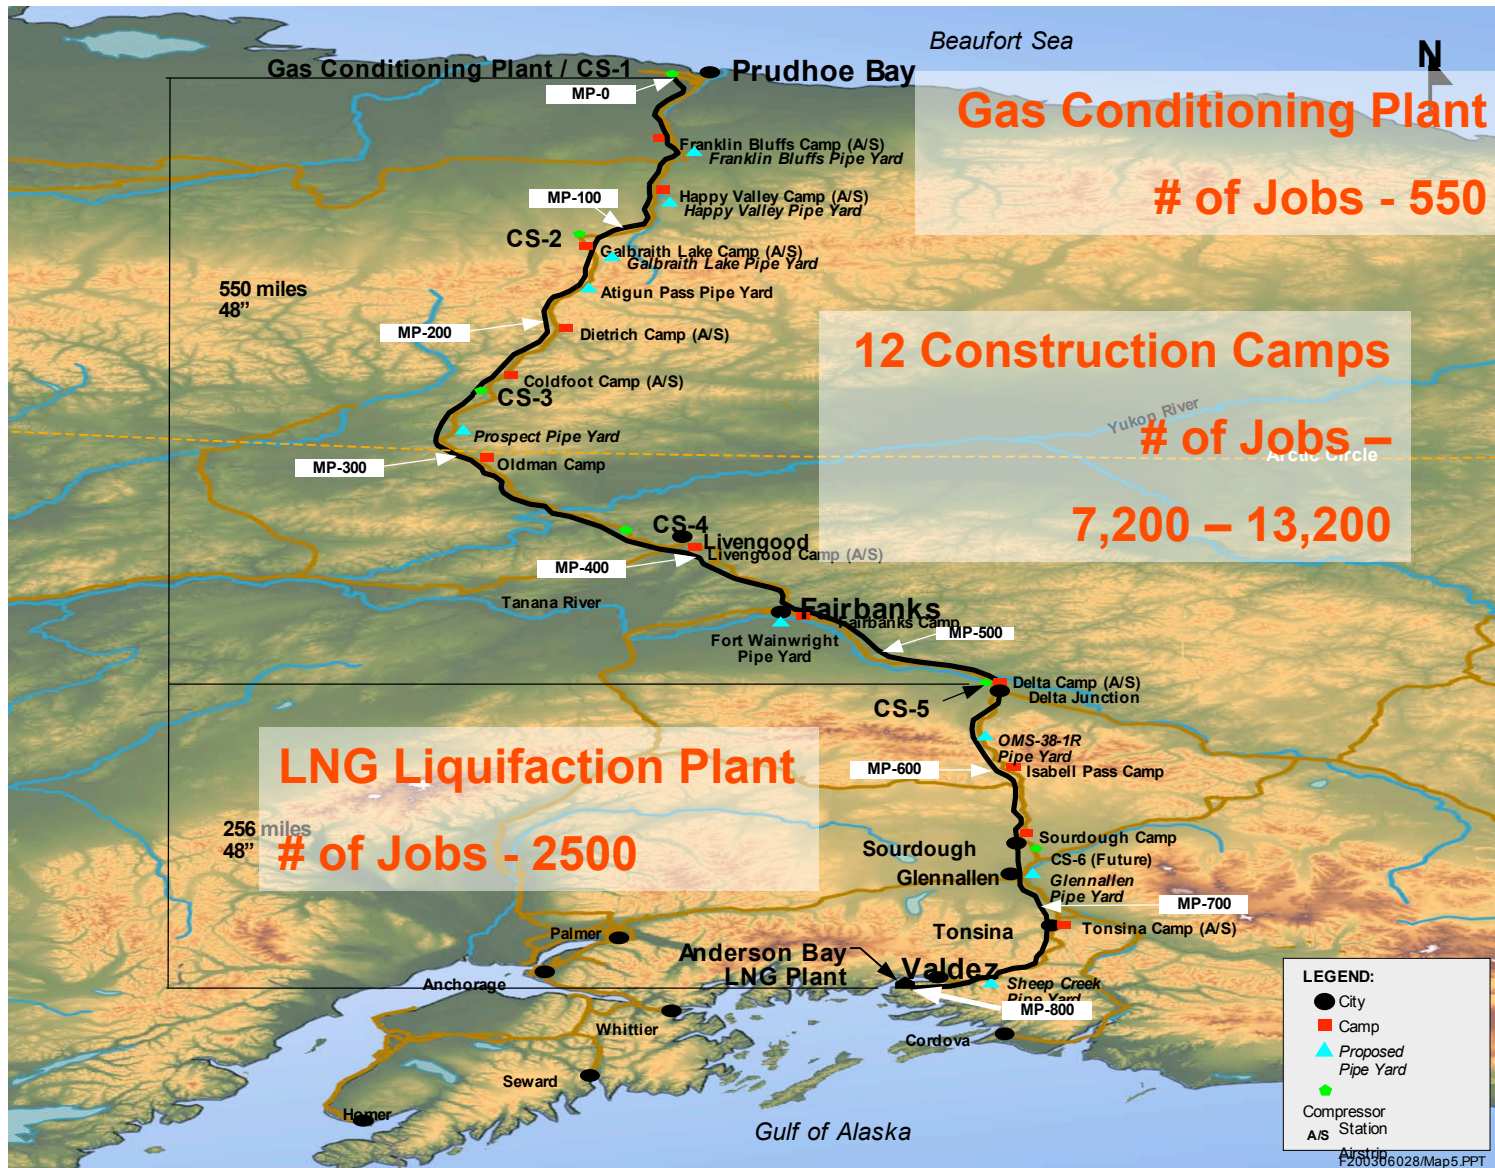 Beaufort Sea
N
Gas Conditioning Plant / CS-1
Prudhoe Bay
MP-0
Gas Conditioning Plant
# of Jobs - 550
Franklin Bluffs Camp (A/S)
Franklin Bluffs Pipe Yard
MP-100
Happy Valley Camp (A/S)
Happy Valley Pipe Yard
CS-2
Galbraith Lake Camp (A/S)
Galbraith Lake Pipe Yard
550 miles
48”
Atigun Pass Pipe Yard
MP-200
Dietrich Camp (A/S)
12 Construction Camps
# of Jobs –
7,200 – 13,200
Coldfoot Camp (A/S)
CS-3
Yukon River
Prospect Pipe Yard
Arctic Circle
MP-300
Oldman Camp
CS-4
Livengood
Livengood Camp (A/S)
MP-400
Tanana River
Fairbanks
Fairbanks Camp
Fort Wainwright
Pipe Yard
MP-500
Delta Camp (A/S)
Delta Junction
CS-5
LNG Liquifaction Plant
# of Jobs - 2500
OMS-38-1R
Pipe Yard
MP-600
Isabell Pass Camp
256 miles
48”
Sourdough Camp
Sourdough
CS-6 (Future)
Glennallen
Glennallen
Pipe Yard
MP-700
Tonsina
Tonsina Camp (A/S)
Palmer
Anderson Bay
LNG Plant
Valdez
Anchorage
Sheep Creek
Pipe Yard
MP-800
Whittier
Cordova
Seward
Homer
Gulf of Alaska
LEGEND:
City
Camp
Proposed
Pipe Yard
Compressor
Station
A/S
Airstrip
F200306028/Map5.PPT